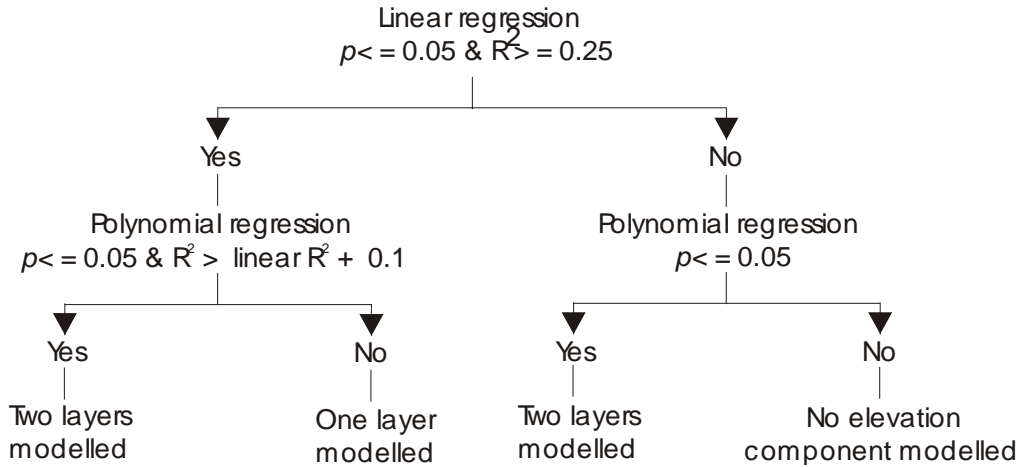 Linear regression
p< = 0.05 & R²> = 0.25
Yes
No
Polynomial regression
p< = 0.05 & R² > linear R² + 0.1
Polynomial regression
p< = 0.05
Yes
No
Yes
No
Two layers
modelled
One layer
modelled
Two layers
modelled
No elevation
component modelled